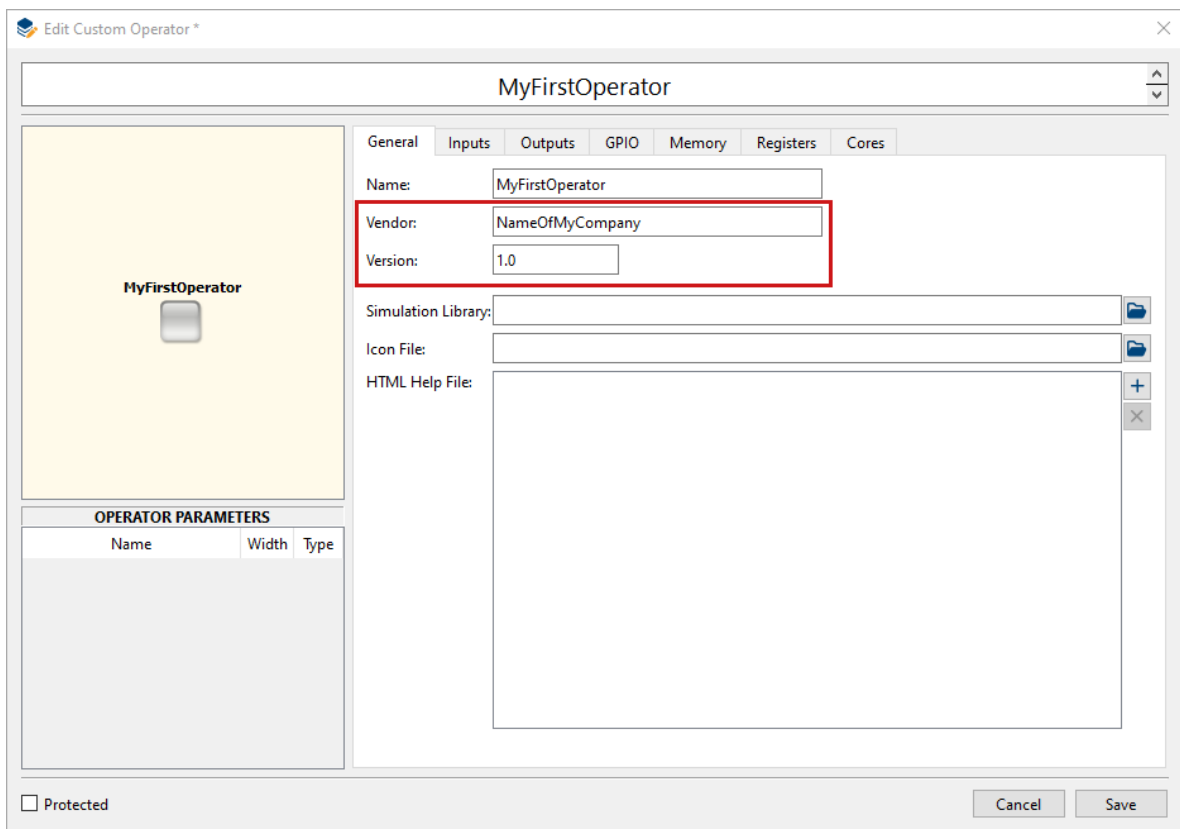 Edit Custom Operator *
MyFirstOperator
General Inputs Outputs GPIO Memory Registers Cores
Name: MyFirstOperator
Vendor: NameOfMyCompany
Version: 1.0
MyFirstOperator
Simulation Library:
Icon File:
HTML Help File:
OPERATOR PARAMETERS
Name Width Type
Protected
Cancel Save